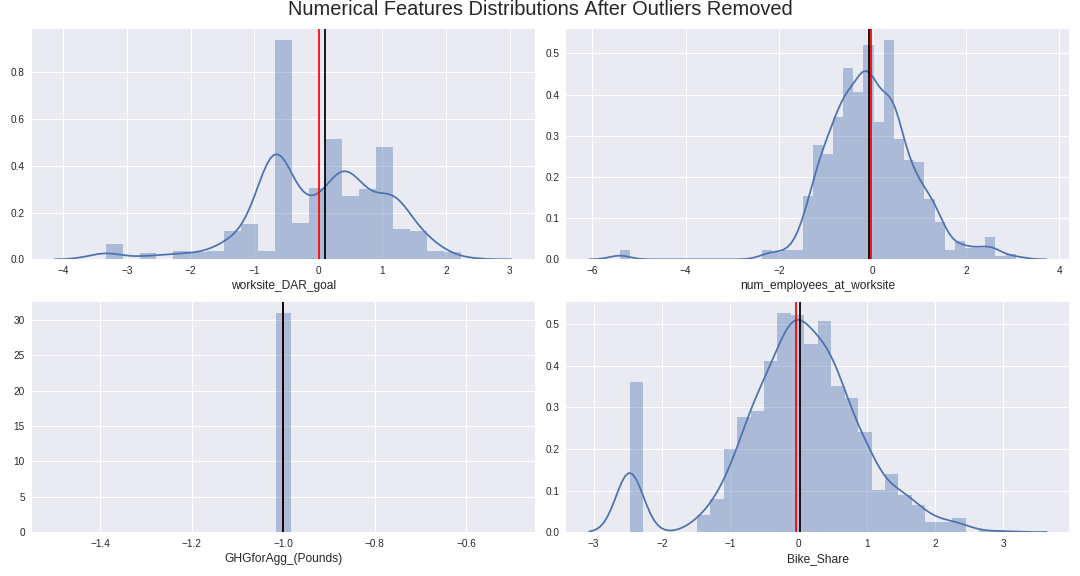 Numerical Features Distributions After Outliers Removed
0.8
0.6
0.4
0.2
0.0
−4 −3 −2 −1 0 1 2 3
worksite_DAR_goal
0.5
0.4
0.3
0.2
0.1
0.0
−6 −4 −2 0 2 4
num_employees_at_worksite
30
25
20
15
10
5
0
−1.4 −1.2 −1.0 −0.8 −0.6
GHGforAgg_(Pounds)
0.5
0.4
0.3
0.2
0.1
0.0
−3 −2 −1 0 1 2 3
Bike_Share